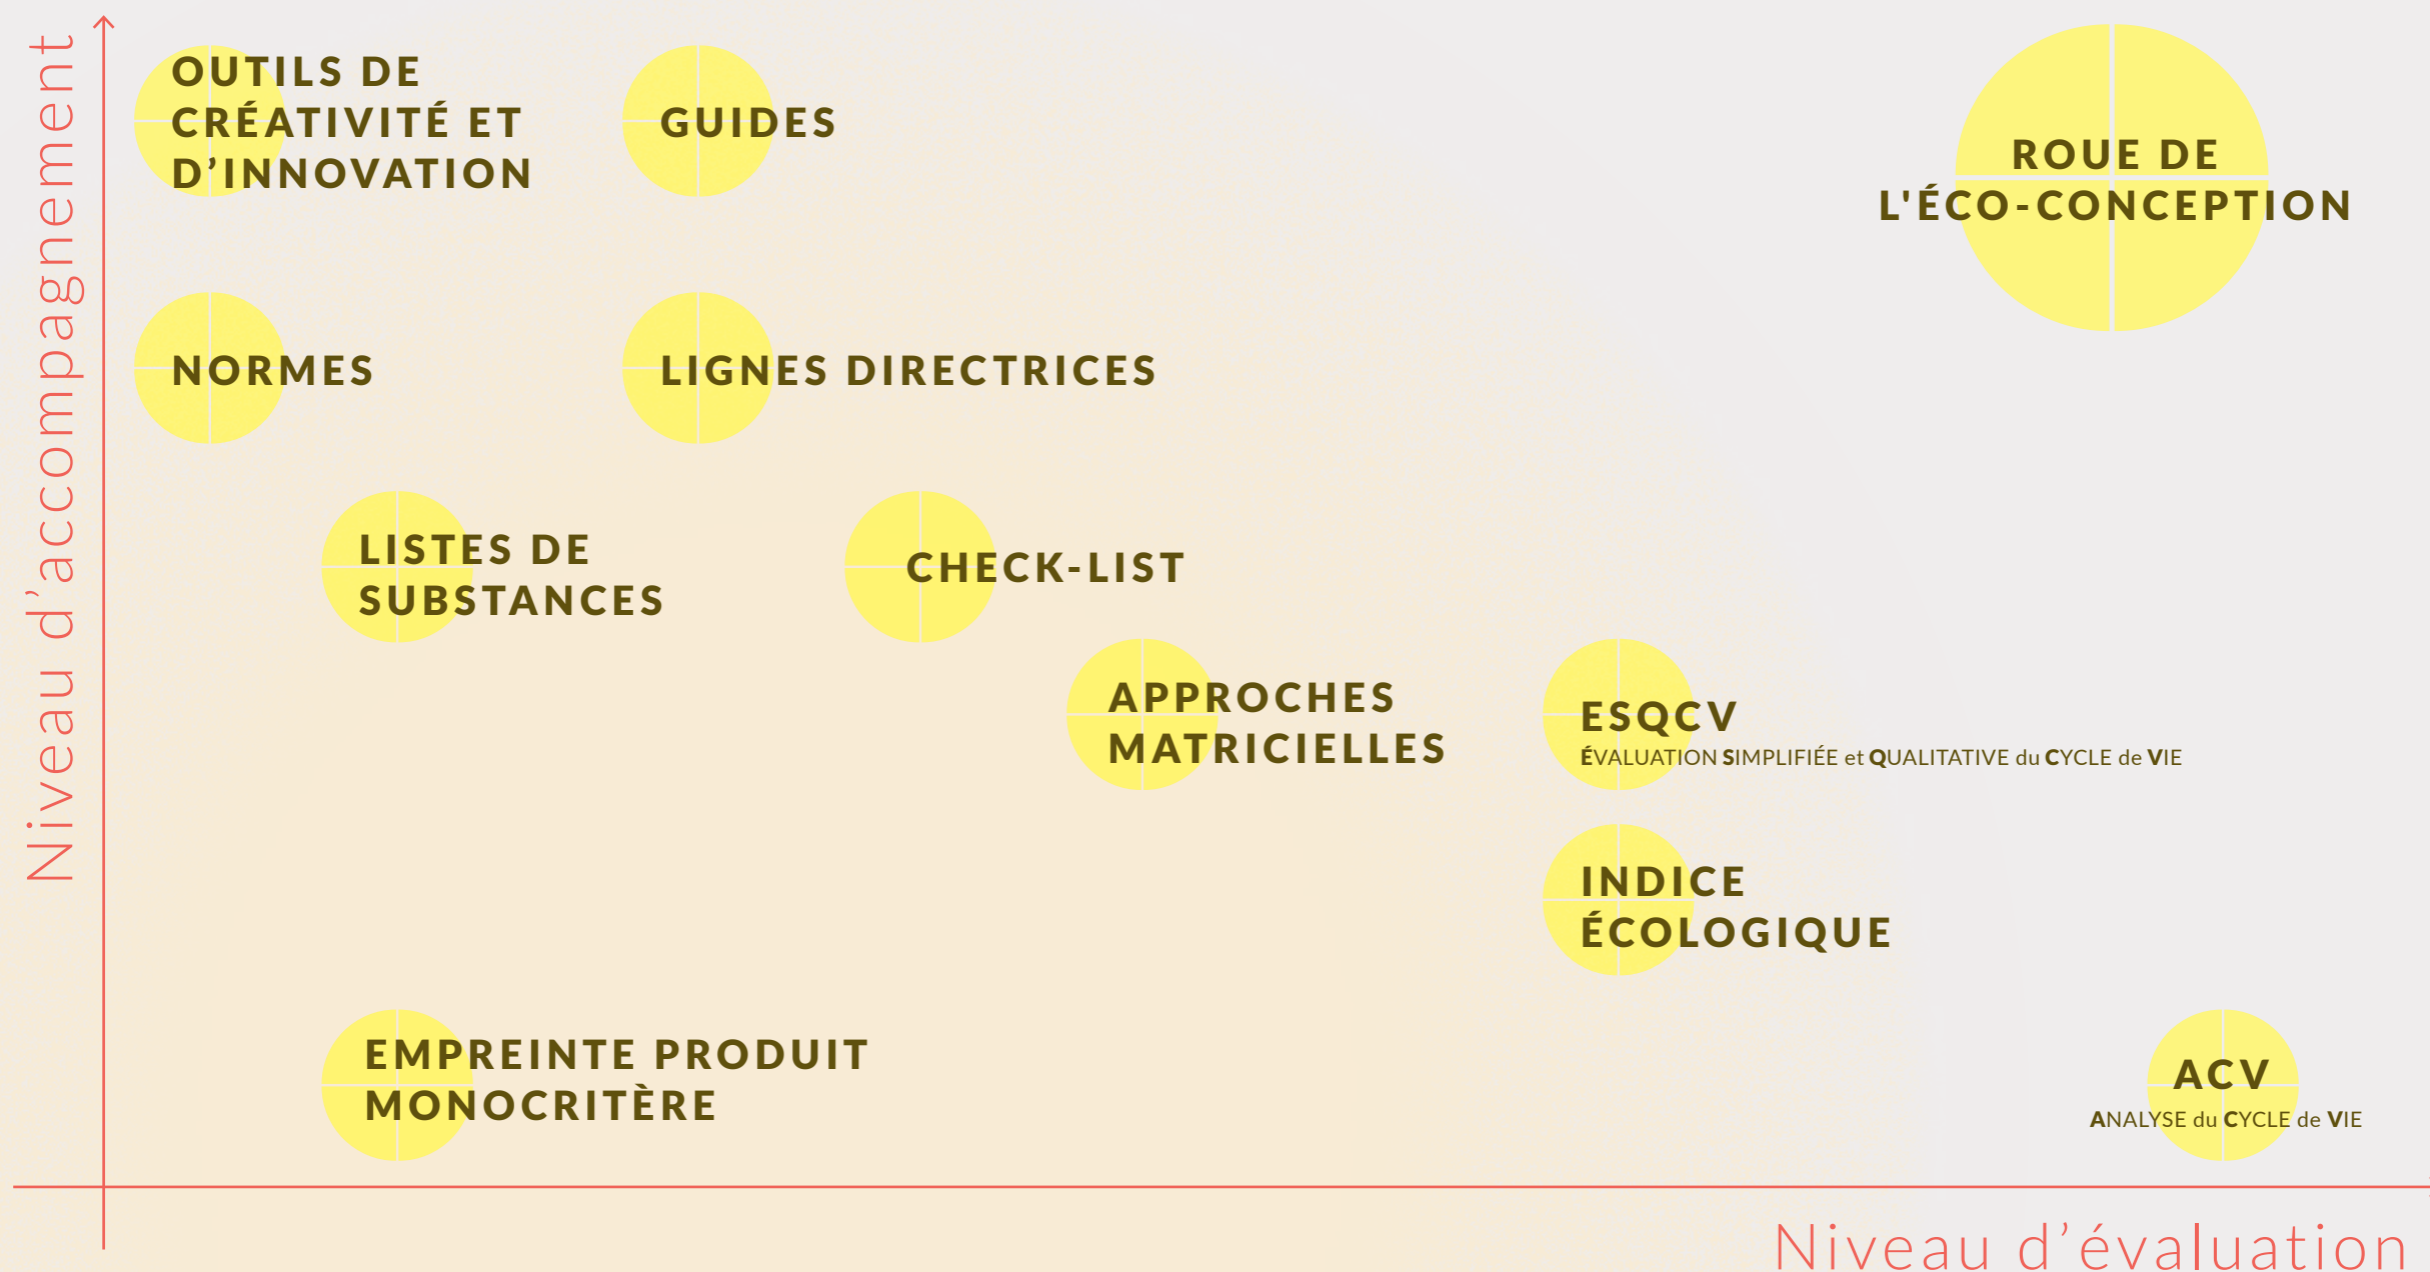 Niveau d’accompagnement
OUTILS DE
CRÉATIVITÉ ET
D’INNOVATION
GUIDES
ROUE DE
L'ÉCO-CONCEPTION
NORMES
LIGNES DIRECTRICES
LISTES DE
SUBSTANCES
CHECK-LIST
APPROCHES
MATRICIELLES
ESQCV
ÉVALUATION SIMPLIFIÉE et QUALITATIVE du CYCLE de VIE
INDICE
ÉCOLOGIQUE
EMPREINTE PRODUIT
MONOCRITÈRE
ACV
ANALYSE du CYCLE de VIE
Niveau d’évaluation